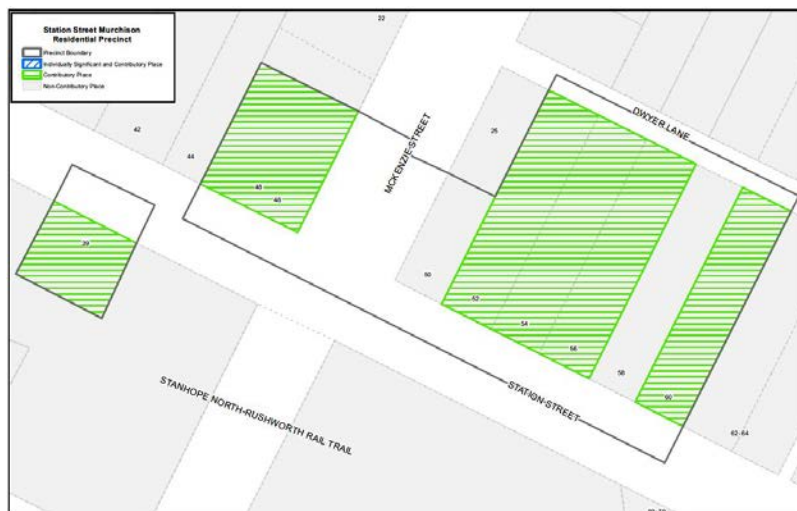 Station Street Murchison
Residential Precinct
Precinct Boundary
Individually Significant and Contributory Place
Contributory Place
Non-Contributory Place
22
42
44
46
48
39
MCKENZIE STREET
25
DWYER LANE
50
52
54
56
58
60
62-64
STATION STREET
STANHOPE NORTH-RUSHWORTH RAIL TRAIL